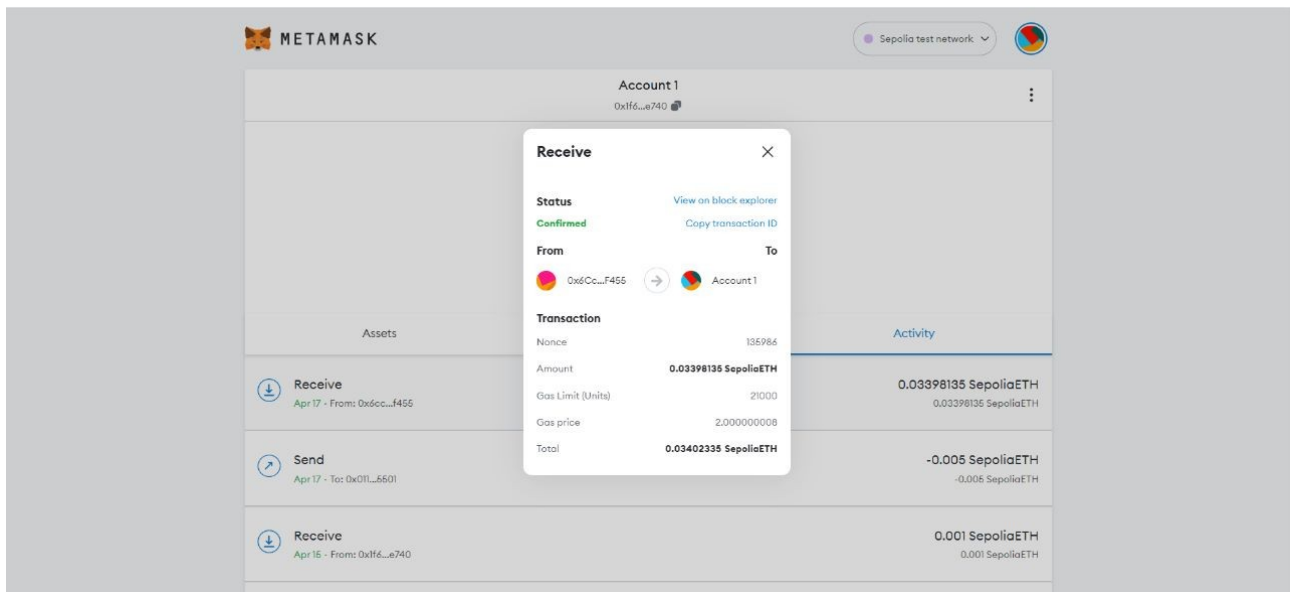 METAMASK
Sepolia test network
Account 1
0x1f6...e740
Receive
Status
View on block explorer
Confirmed
Copy transaction ID
From
To
0x6Cc...F455
Account 1
Transaction
Nonce
135986
Amount
0.03398135 SepoliaETH
Gas Limit (Units)
21000
Gas price
2.000000008
Total
0.03402335 SepoliaETH
Assets
Activity
Receive
0.03398135 SepoliaETH
Apr 17 - From: 0x6cc...f455
0.03398135 SepoliaETH
Send
-0.005 SepoliaETH
Apr 17 - To: 0x011...5501
-0.005 SepoliaETH
Receive
0.001 SepoliaETH
Apr 15 - From: 0x1f6...e740
0.001 SepoliaETH